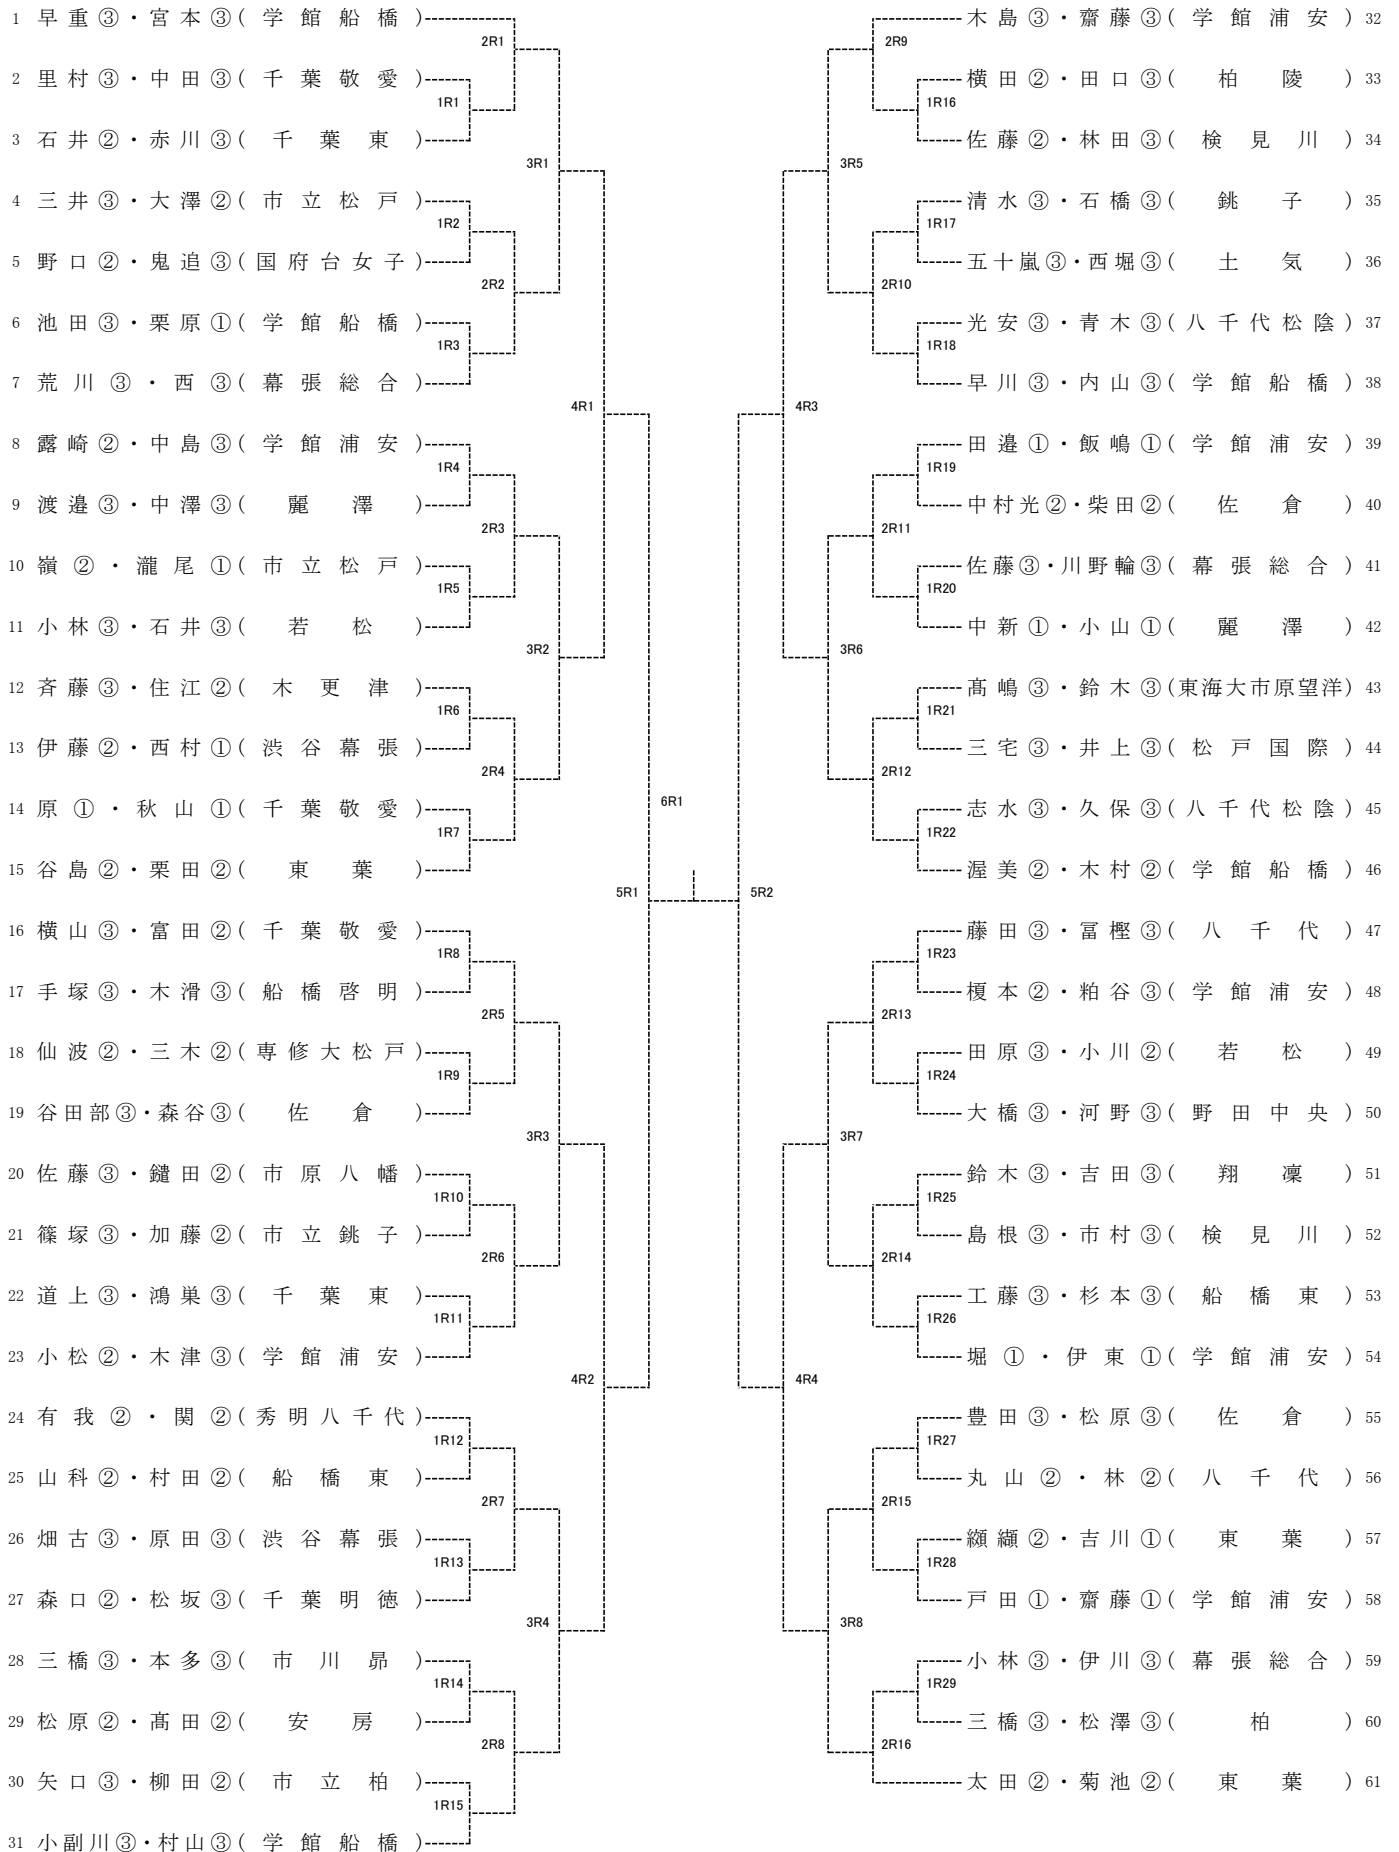 1 早重③・宮本③(学館船橋)
2R1
2 里村③・中田③(千葉敬愛)
1R1
3 石井②・赤川③(千葉東)
3R1
4 三井③・大澤②(市立松戸)
1R2
5 野口②・鬼追③(国府台女子)
2R2
6 池田③・栗原①(学館船橋)
1R3
7 荒川③・西③(幕張総合)
4R1
8 露崎②・中島③(学館浦安)
1R4
9 渡邉③・中澤③(麗澤)
2R3
10 嶺②・瀧尾①(市立松戸)
1R5
11 小林③・石井③(若松)
3R2
12 斉藤③・住江②(木更津)
1R6
13 伊藤②・西村①(渋谷幕張)
2R4
14 原①・秋山①(千葉敬愛)
1R7
15 谷島②・栗田②(東葉)
5R1
16 横山③・富田②(千葉敬愛)
1R8
17 手塚③・木滑③(船橋啓明)
2R5
18 仙波②・三木②(専修大松戸)
1R9
19 谷田部③・森谷③(佐倉)
3R3
20 佐藤③・鑓田②(市原八幡)
1R10
21 篠塚③・加藤②(市立銚子)
2R6
22 道上③・鴻巣③(千葉東)
1R11
23 小松②・木津③(学館浦安)
4R2
24 有我②・関②(秀明八千代)
1R12
25 山科②・村田②(船橋東)
2R7
26 畑古③・原田③(渋谷幕張)
1R13
27 森口②・松坂③(千葉明徳)
3R4
28 三橋③・本多③(市川昴)
1R14
29 松原②・髙田②(安房)
2R8
30 矢口③・柳田②(市立柏)
1R15
31 小副川③・村山③(学館船橋)
6R1
木島③・齋藤③(学館浦安) 32
2R9
横田②・田口③(柏陵) 33
1R16
佐藤②・林田③(検見川) 34
3R5
清水③・石橋③(銚子) 35
1R17
五十嵐③・西堀③(土気) 36
2R10
光安③・青木③(八千代松陰) 37
1R18
早川③・内山③(学館船橋) 38
4R3
田邉①・飯嶋①(学館浦安) 39
1R19
中村光②・柴田②(佐倉) 40
2R11
佐藤③・川野輪③(幕張総合) 41
1R20
中新①・小山①(麗澤) 42
3R6
髙嶋③・鈴木③(東海大市原望洋) 43
1R21
三宅③・井上③(松戸国際) 44
2R12
志水③・久保③(八千代松陰) 45
1R22
渥美②・木村②(学館船橋) 46
5R2
藤田③・冨樫③(八千代) 47
1R23
榎本②・粕谷③(学館浦安) 48
2R13
田原③・小川②(若松) 49
1R24
大橋③・河野③(野田中央) 50
3R7
鈴木③・吉田③(翔凜) 51
1R25
島根③・市村③(検見川) 52
2R14
工藤③・杉本③(船橋東) 53
1R26
堀①・伊東①(学館浦安) 54
4R4
豊田③・松原③(佐倉) 55
1R27
丸山②・林②(八千代) 56
2R15
纐纈②・吉川①(東葉) 57
1R28
戸田①・齋藤①(学館浦安) 58
3R8
小林③・伊川③(幕張総合) 59
1R29
三橋③・松澤③(柏) 60
2R16
太田②・菊池②(東葉) 61